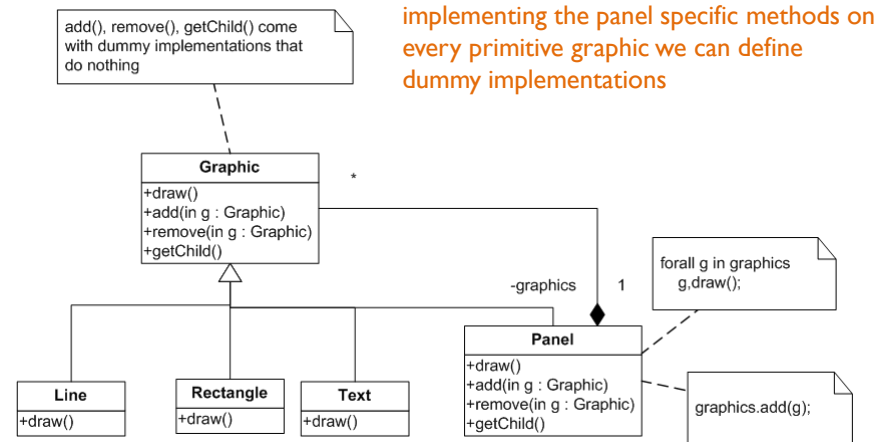 implementing the panel specific methods on
every primitive graphic we can define
dummy implementations
add(), remove(), getChild() come
with dummy implementations that
do nothing
Graphic
+draw()
+add(in g : Graphic)
+remove(in g : Graphic)
+getChild()
*
-graphics
1
forall g in graphics
g,draw();
Line
+draw()
Rectangle
+draw()
Text
+draw()
Panel
+draw()
+add(in g : Graphic)
+remove(in g : Graphic)
+getChild()
graphics.add(g);